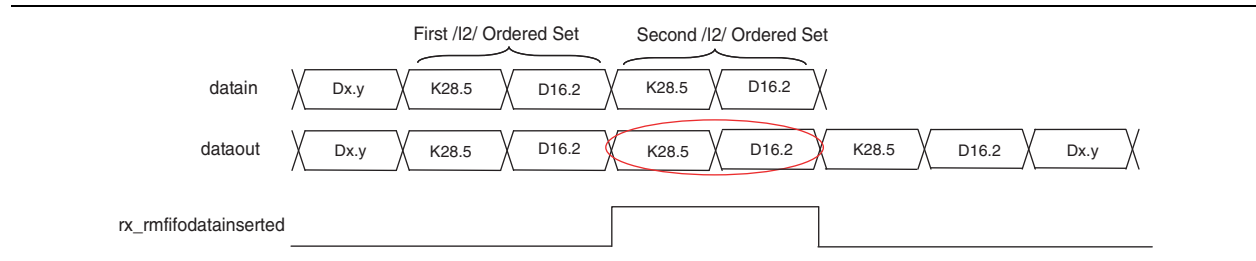 First /I2/ Ordered Set Second /I2/ Ordered Set
datain Dx.y K28.5 D16.2 K28.5 D16.2
dataout Dx.y K28.5 D16.2 K28.5 D16.2 K28.5 D16.2 Dx.y
rx_rmfifodatainserted